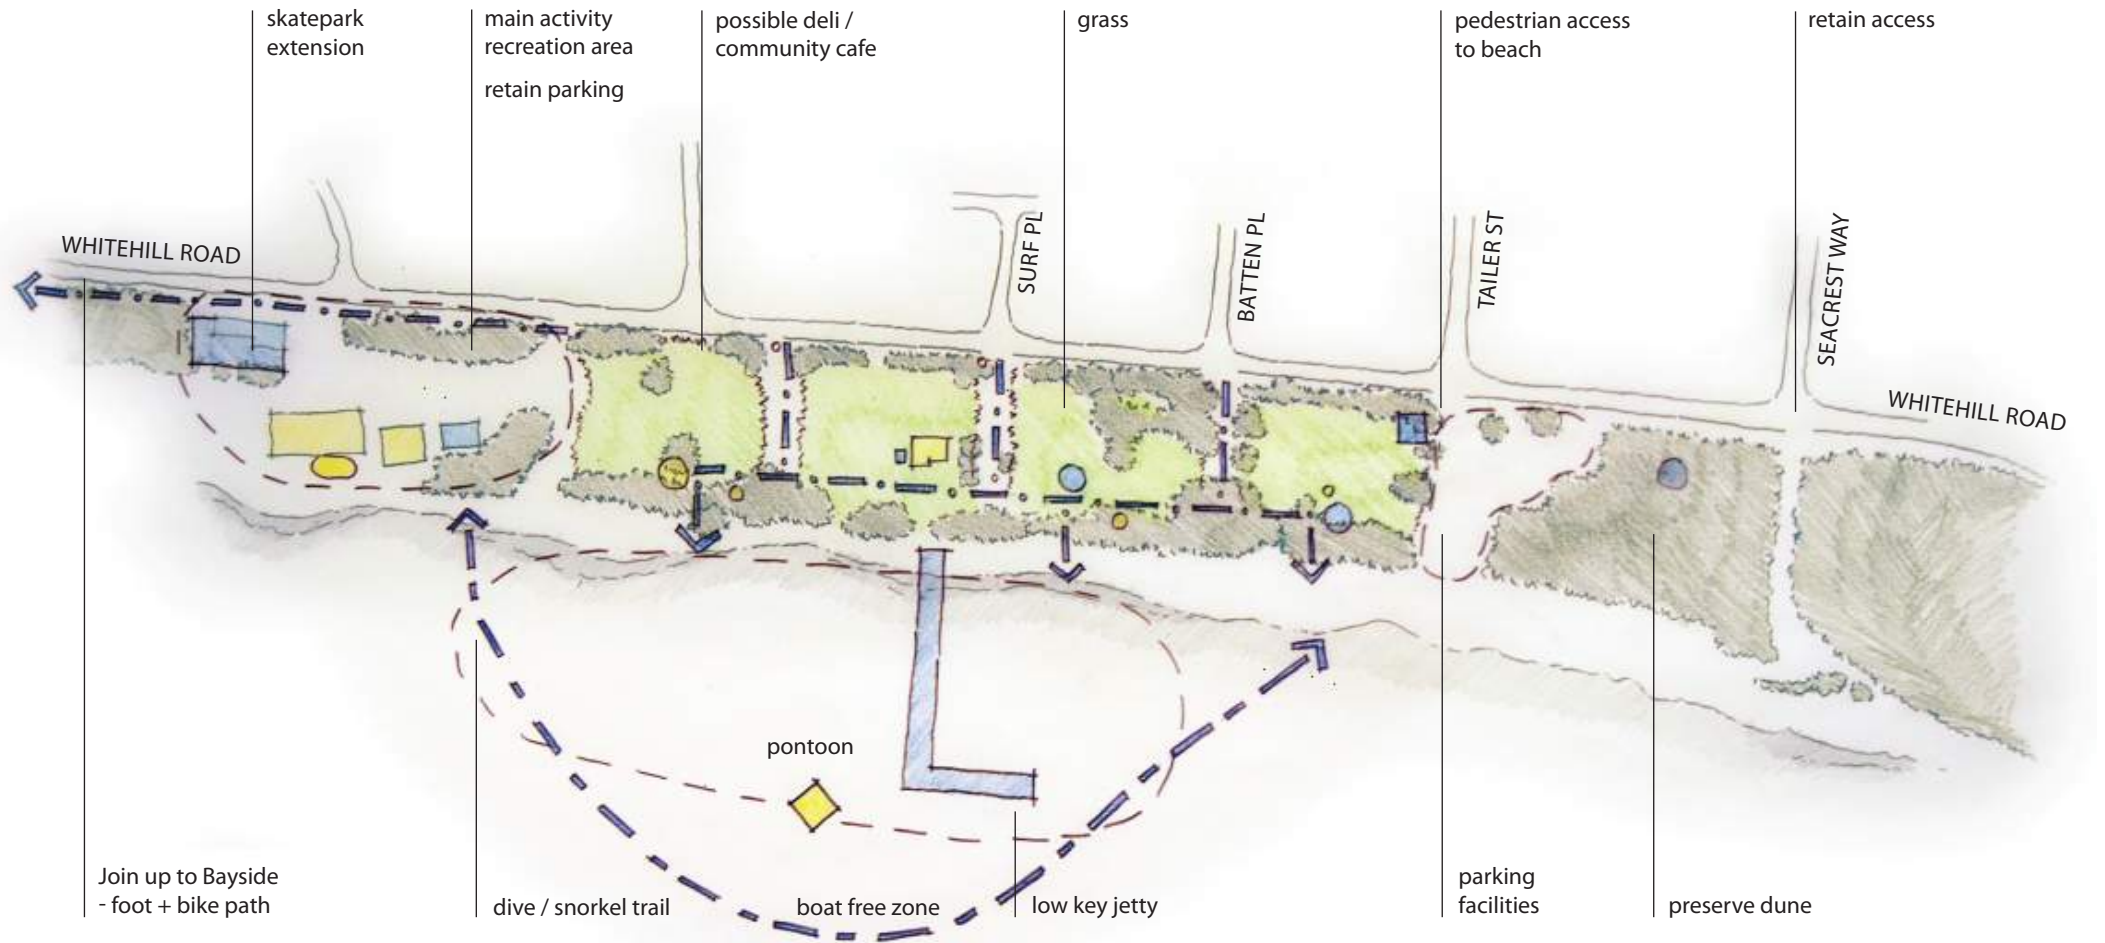 skatepark
extension
main activity
recreation area
retain parking
possible deli /
community cafe
grass
pedestrian access
to beach
retain access
WHITEHILL ROAD
SURF PL
BATTEN PL
TAILER ST
SEACREST WAY
WHITEHILL ROAD
pontoon
Join up to Bayside
- foot + bike path
dive / snorkel trail
boat free zone
low key jetty
parking
facilities
preserve dune